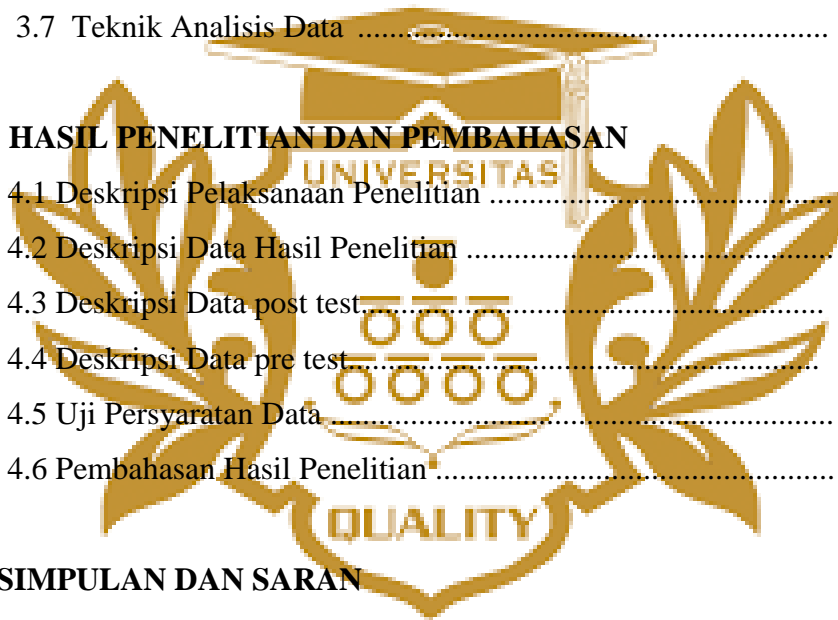 3.7 Teknik Analisis Data ........................................................
HASIL PENELITIAN DAN PEMBAHASAN
UNIVERSITAS
4.1 Deskripsi Pelaksanaan Penelitian .........................................
4.2 Deskripsi Data Hasil Penelitian ............................................
4.3 Deskripsi Data post test.......................................................
4.4 Deskripsi Data pre test........................................................
4.5 Uji Persyaratan Data ...........................................................
4.6 Pembahasan Hasil Penelitian ...............................................
QUALITY
SIMPULAN DAN SARAN